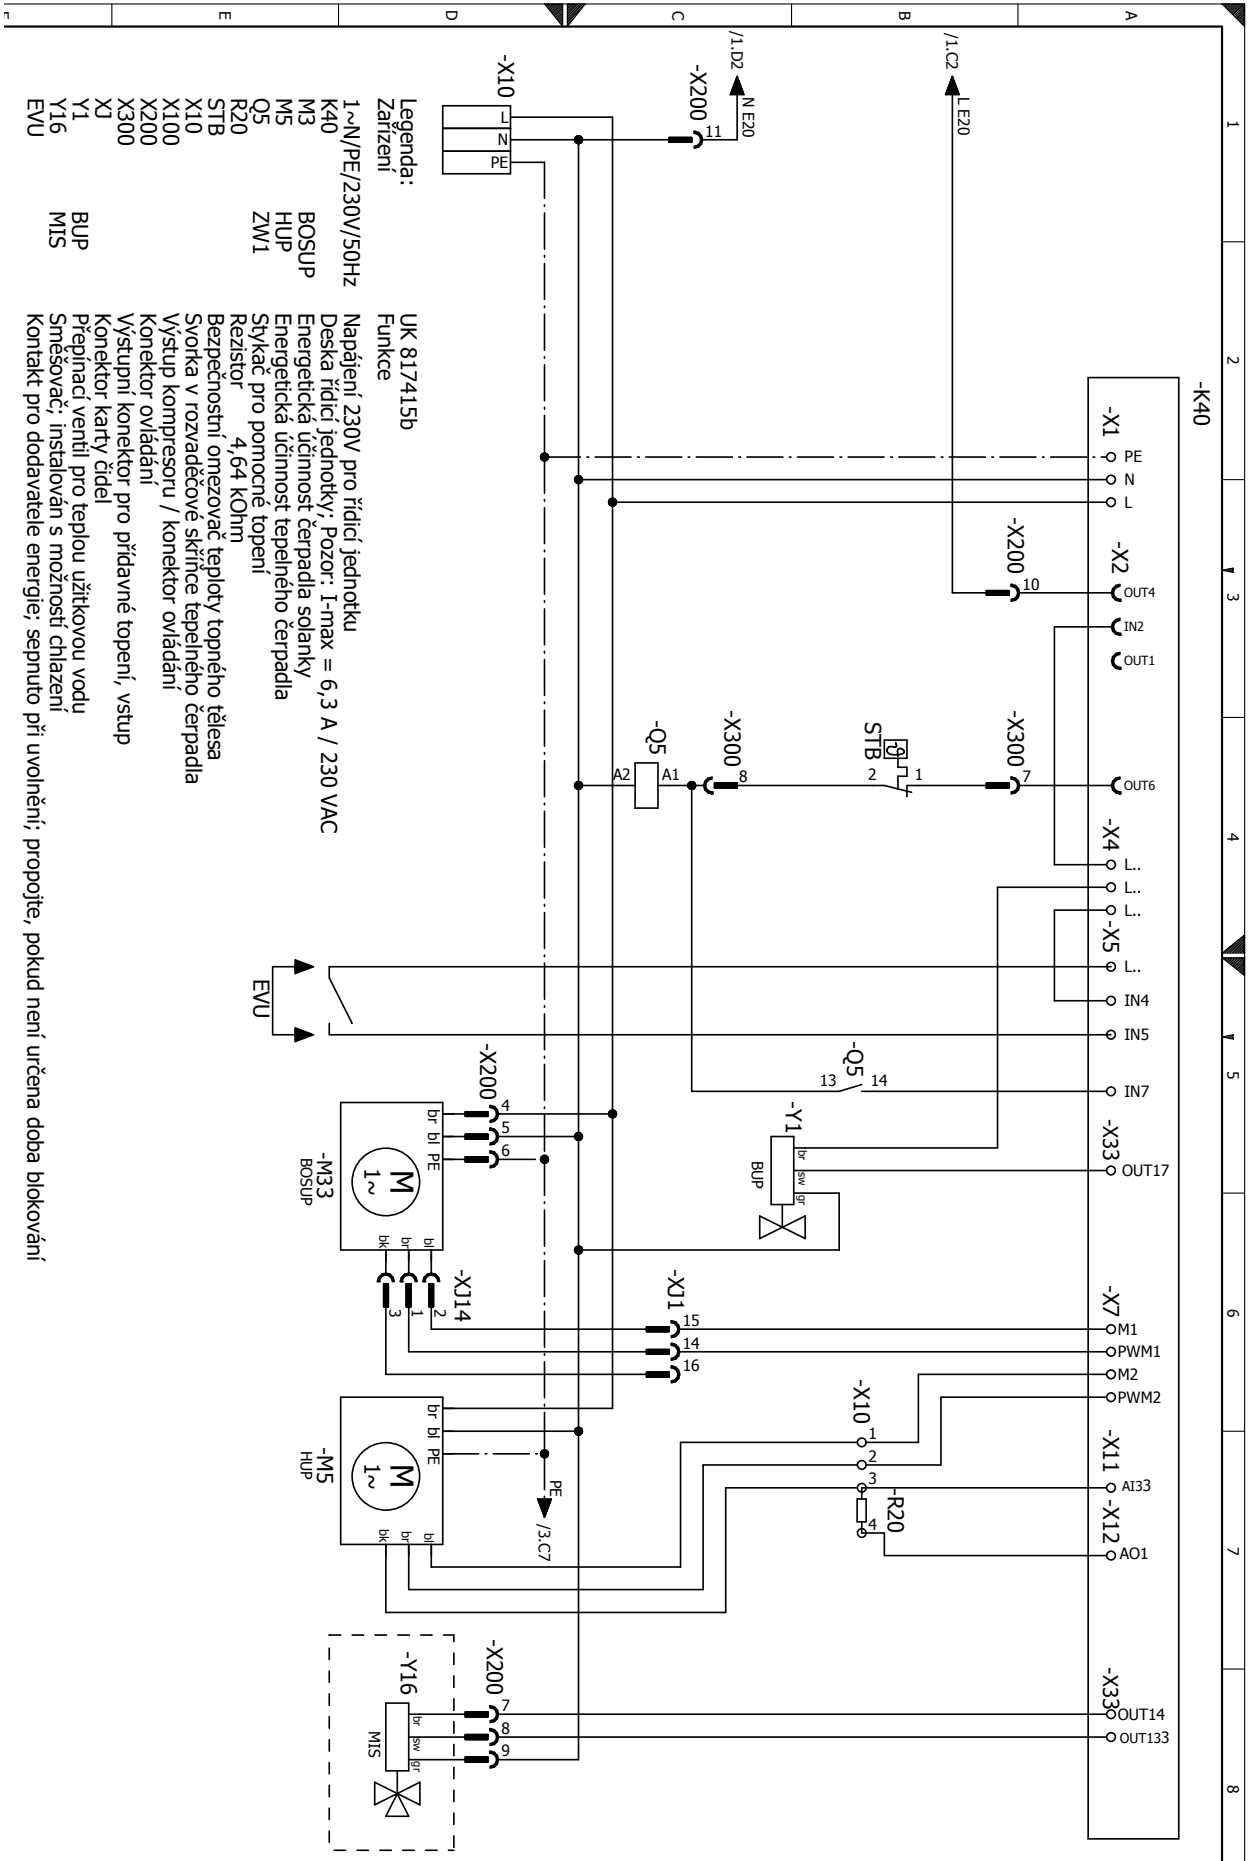 1
2
3
4
5
6
7
8
A
B
C
D
E
-K40
-X1
PE
N
L
-X2
OUT4
IN2
OUT1
OUT6
-X4
L..
L..
L..
-X5
L..
IN4
IN5
IN7
-X33
OUT17
-X7
M1
PWM1
M2
PWM2
-X11
AI33
-X12
AO1
-X33
OUT14
OUT133
/1.C2
L E20
-X200
10
-X300
7
STB
1
2
-X300
8
-Q5
A1
A2
-Q5
13
14
-Y1
BUP
br
sw
gr
-X10
1
2
3
4
-R20
/1.D2
N E20
-X200
11
-XJ1
15
14
16
-X10
L
N
PE
EVU
-X200
4
5
6
br
bl
PE
M
1~
-M33
BOSUP
bl
br
bk
-XJ14
2
1
3
br
bl
PE
M
1~
-M5
HUP
bl
br
bk
PE
/3.C7
-X200
7
8
9
-Y16
MIS
br
sw
gr
Legenda: UK 817415b
Zařízení Funkce
1~N/PE/230V/50Hz Napájení 230V pro řídicí jednotku
K40 Deska řídicí jednotky; Pozor: I-max = 6,3 A / 230 VAC
M3 BOSUP Energetická účinnost čerpadla solanky
M5 HUP Energetická účinnost tepelného čerpadla
Q5 ZW1 Stykač pro pomocné topení
R20 Rezistor 4,64 kOhm
STB Bezpečnostní omezovač teploty topného tělesa
X10 Svorka v rozvaděčové skříňce tepelného čerpadla
X100 Výstup kompresoru / konektor ovládání
X200 Konektor ovládání
X300 Výstupní konektor pro přídavné topení, vstup
XJ Konektor karty čidel
Y1 BUP Přepínací ventil pro teplou užitkovou vodu
Y16 MIS Směšovač; instalován s možností chlazení
EVU Kontakt pro dodavatele energie; sepnuto při uvolnění; propojte, pokud není určena doba blokování